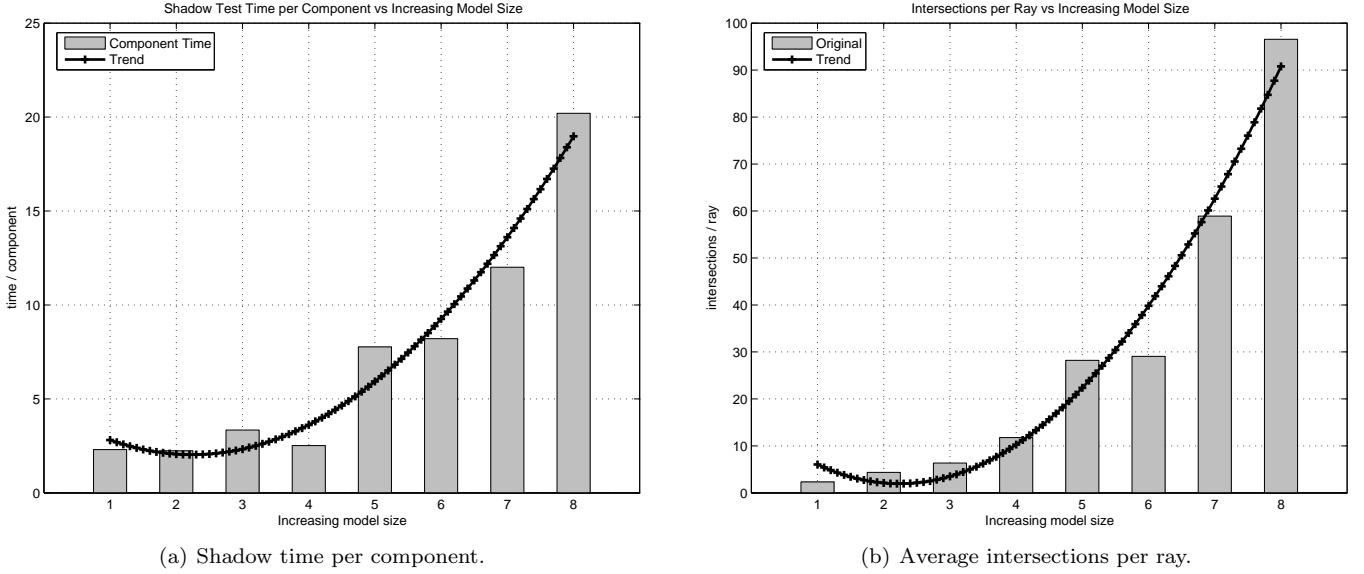 Shadow Test Time per Component vs Increasing Model Size
25
20
15
10
5
0
time / component
Component Time
Trend
1 2 3 4 5 6 7 8
Increasing model size
(a) Shadow time per component.
Intersections per Ray vs Increasing Model Size
100
90
80
70
60
50
40
30
20
10
0
intersections / ray
Original
Trend
1 2 3 4 5 6 7 8
Increasing model size
(b) Average intersections per ray.